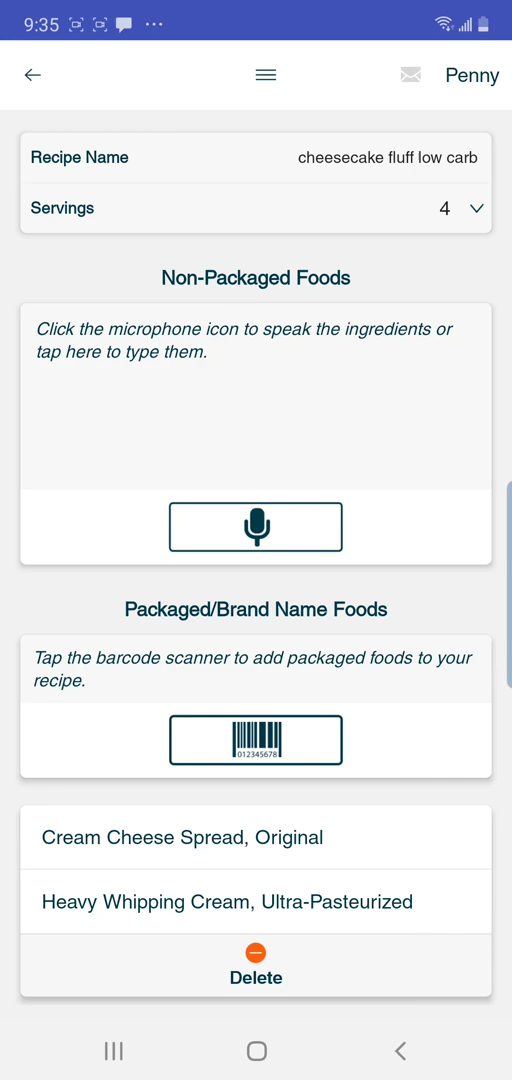 9:35
Penny
Recipe Name cheesecake fluff low carb
Servings 4
Non-Packaged Foods
Click the microphone icon to speak the ingredients or
tap here to type them.
Packaged/Brand Name Foods
Tap the barcode scanner to add packaged foods to your
recipe.
012345678
Cream Cheese Spread, Original
Heavy Whipping Cream, Ultra-Pasteurized
Delete